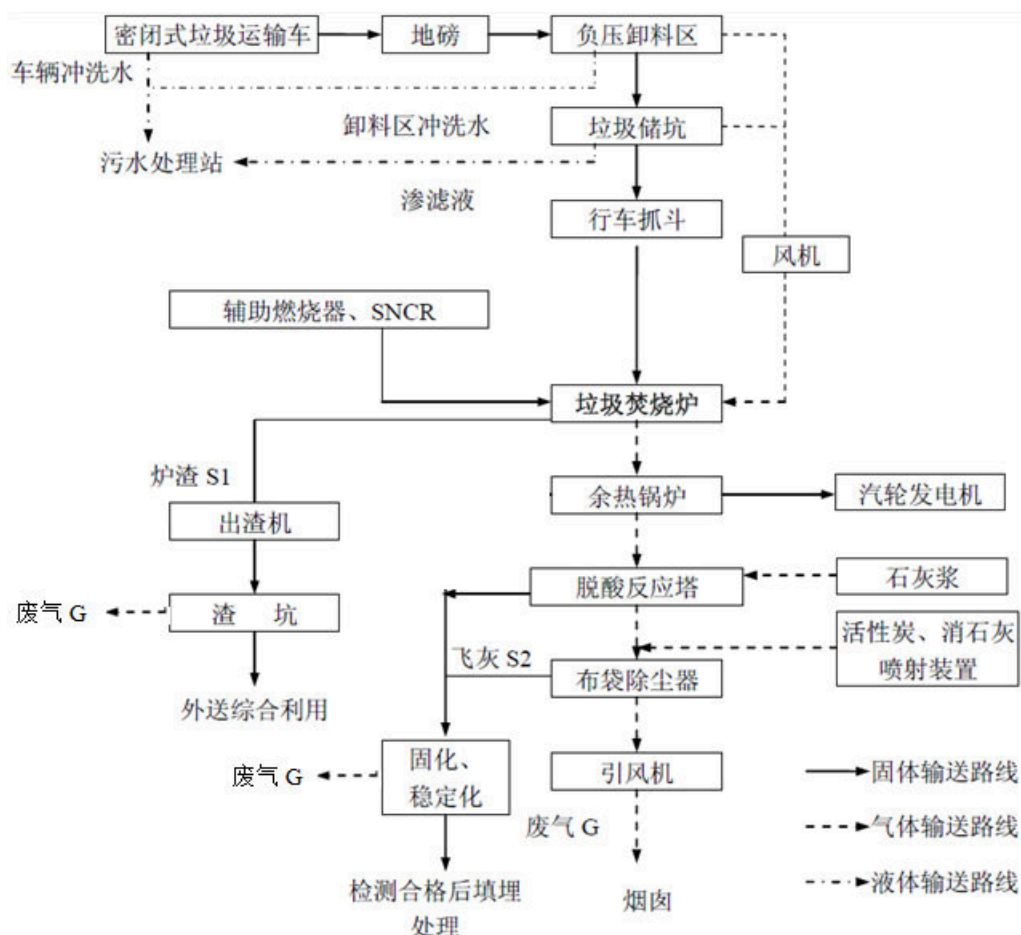 密闭式垃圾运输车
地磅
负压卸料区
车辆冲洗水
卸料区冲洗水
垃圾储坑
污水处理站
渗滤液
行车抓斗
风机
辅助燃烧器、SNCR
垃圾焚烧炉
炉渣 S1
余热锅炉
汽轮发电机
出渣机
脱酸反应塔
石灰浆
废气 G
渣 坑
活性炭、消石灰
喷射装置
飞灰 S2
布袋除尘器
外送综合利用
废气 G
固化、
稳定化
引风机
固体输送路线
废气 G
气体输送路线
检测合格后填埋
处理
烟囱
液体输送路线